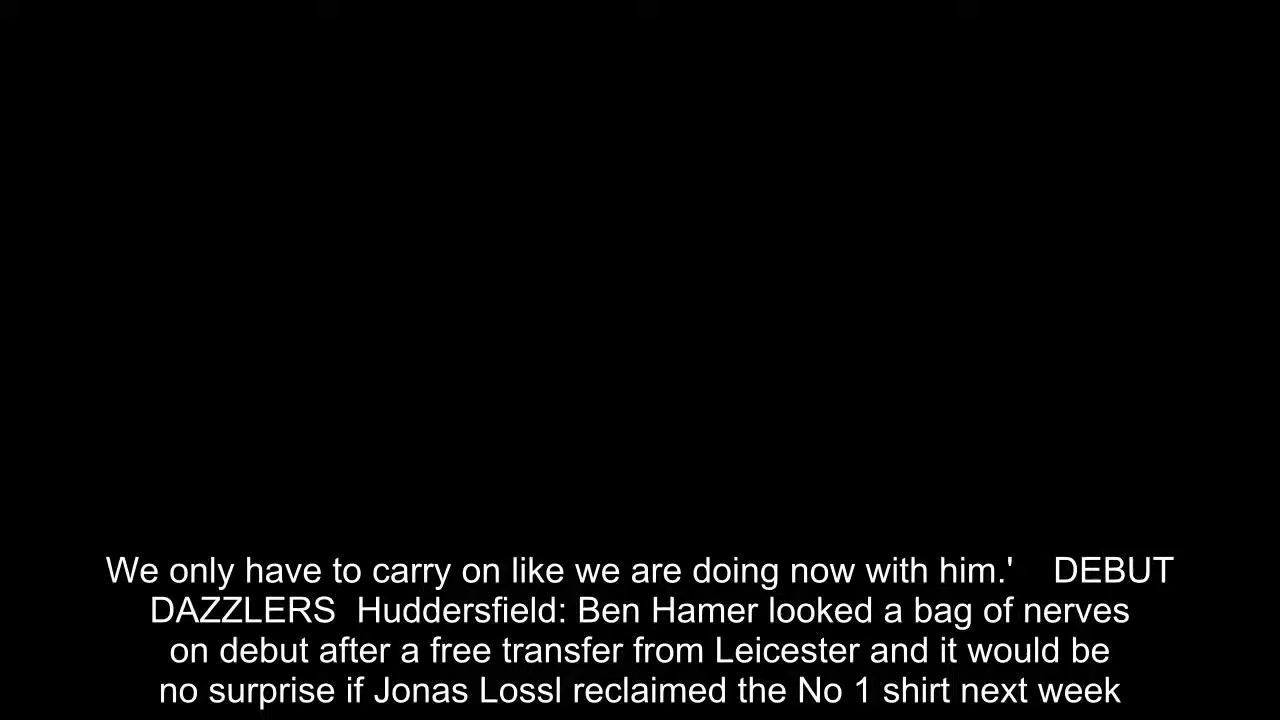 We only have to carry on like we are doing now with him.'    DEBUT
DAZZLERS  Huddersfield: Ben Hamer looked a bag of nerves
on debut after a free transfer from Leicester and it would be
no surprise if Jonas Lossl reclaimed the No 1 shirt next week